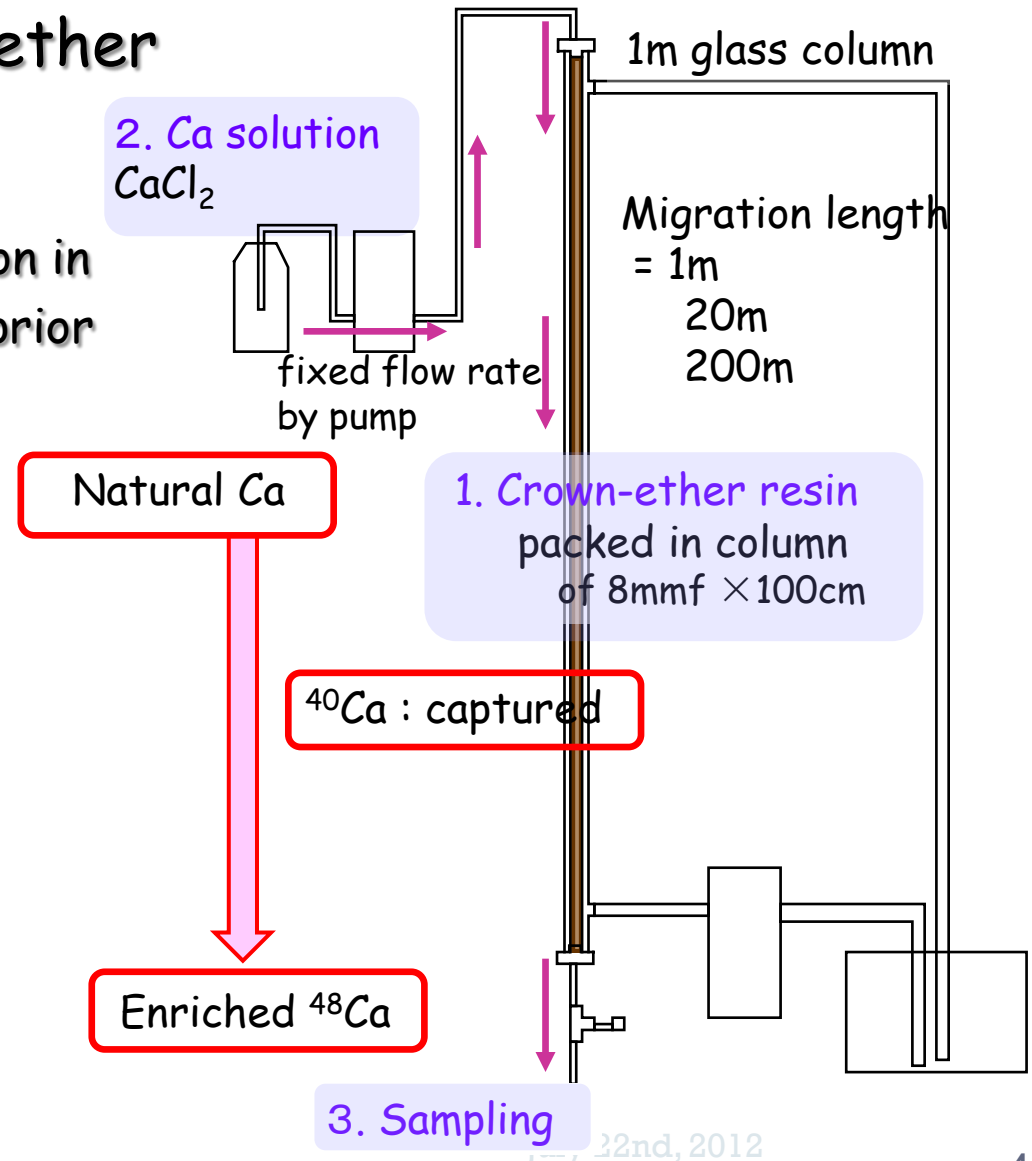 ether
1m glass column
2. Ca solution
CaCl₂
on in
prior
Migration length
= 1m
20m
200m
fixed flow rate
by pump
Natural Ca
1. Crown-ether resin
packed in column
of 8mmf ×100cm
⁴⁰Ca : captured
Enriched ⁴⁸Ca
3. Sampling
22nd, 2012